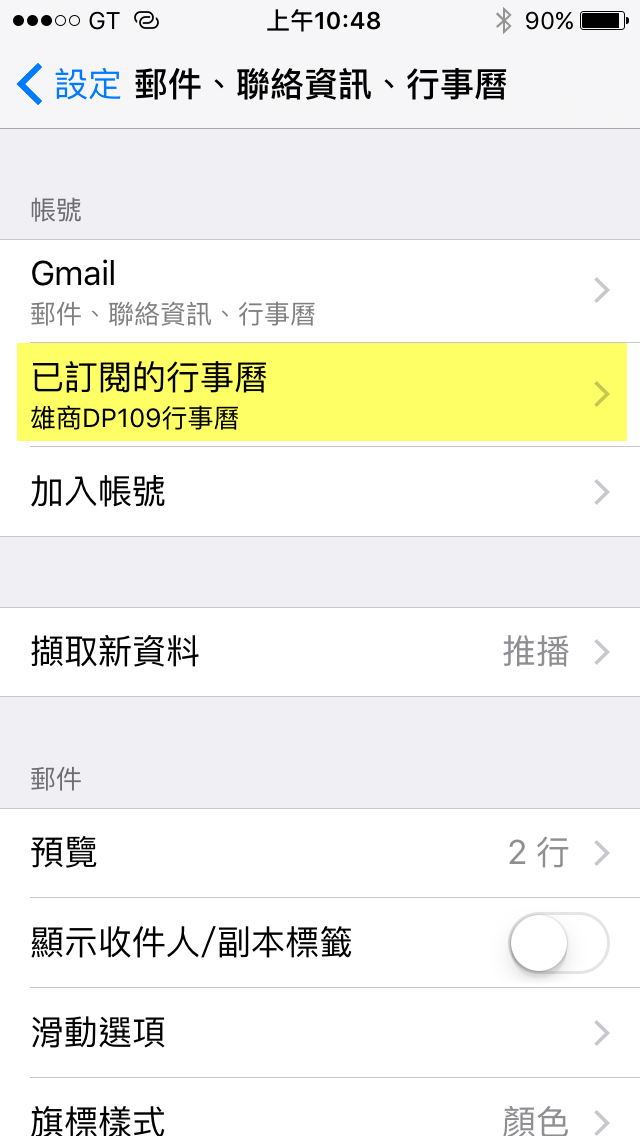 GT 上午10:48 90%
設定 郵件、聯絡資訊、行事曆
帳號
Gmail
郵件、聯絡資訊、行事曆
已訂閱的行事曆
雄商DP109行事曆
加入帳號
擷取新資料 推播
郵件
預覽 2 行
顯示收件人/副本標籤
滑動選項
旗標樣式 顏色